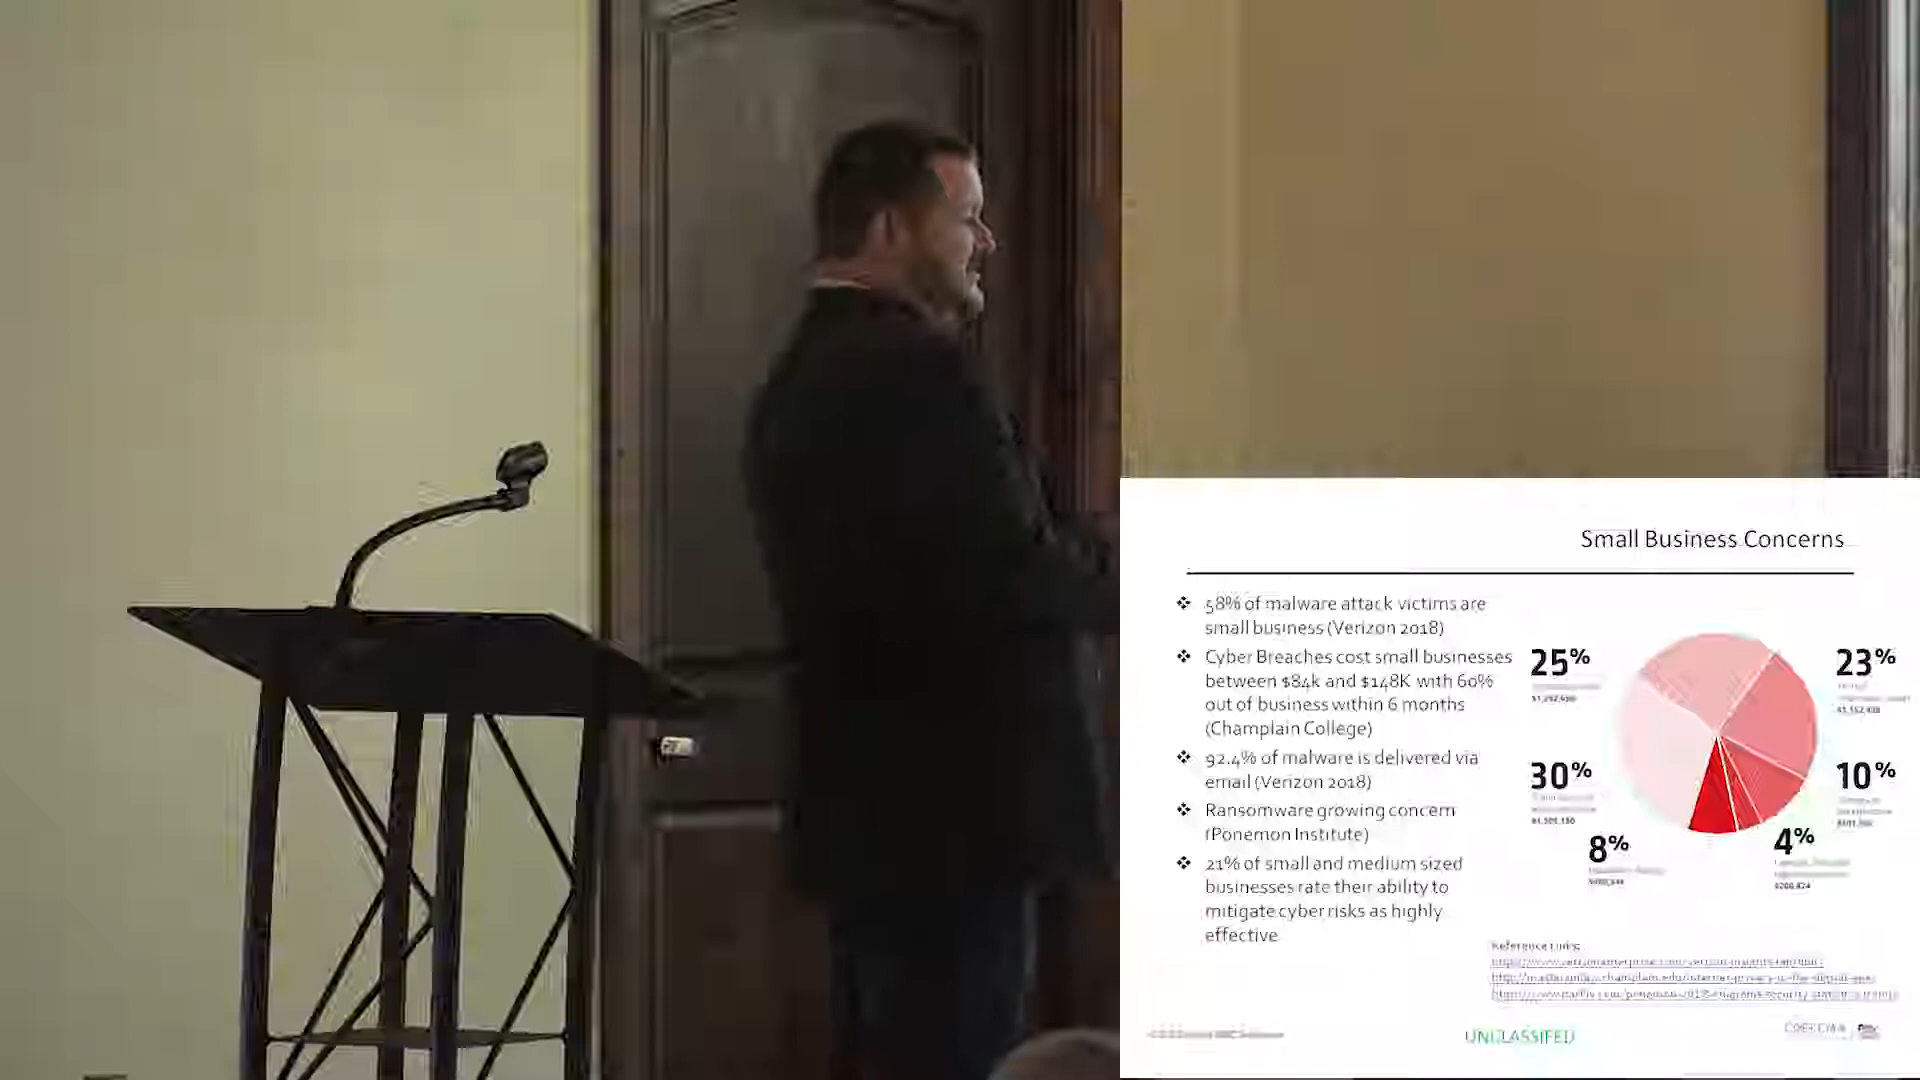 Small Business Concerns
❖ 58% of malware attack victims are
small business (Verizon 2018)
❖ Cyber Breaches cost small businesses
between $84k and $148K with 60%
out of business within 6 months
(Champlain College)
❖ 92.4% of malware is delivered via
email (Verizon 2018)
❖ Ransomware growing concern
(Ponemon Institute)
❖ 21% of small and medium sized
businesses rate their ability to
mitigate cyber risks as highly
effective
25%
23%
30%
10%
8%
4%
Reference Links:
UNCLASSIFED